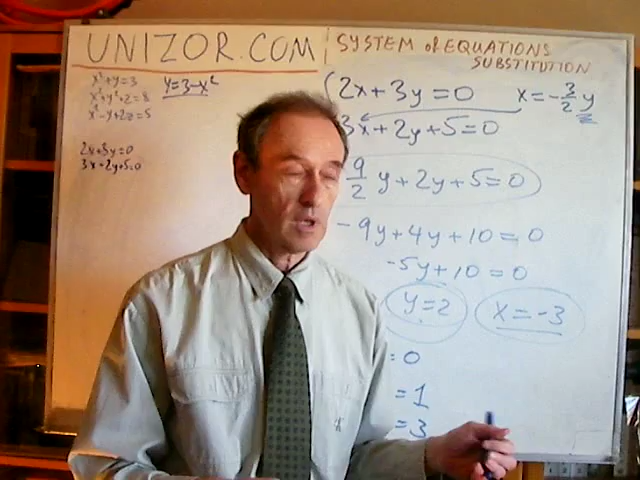 UNIZOR.COM
SYSTEM OF EQUATIONS
SUBSTITUTION
x²+y=3
y=3-x²
x²+y²+z=8
x²-y+2z=5
2x+3y=0
3x+2y+5=0
2x+3y=0
x=-3/2 y
3x+2y+5=0
9/2 y+2y+5=0
-9y+4y+10=0
-5y+10=0
y=2
x=-3
=0
=1
=3